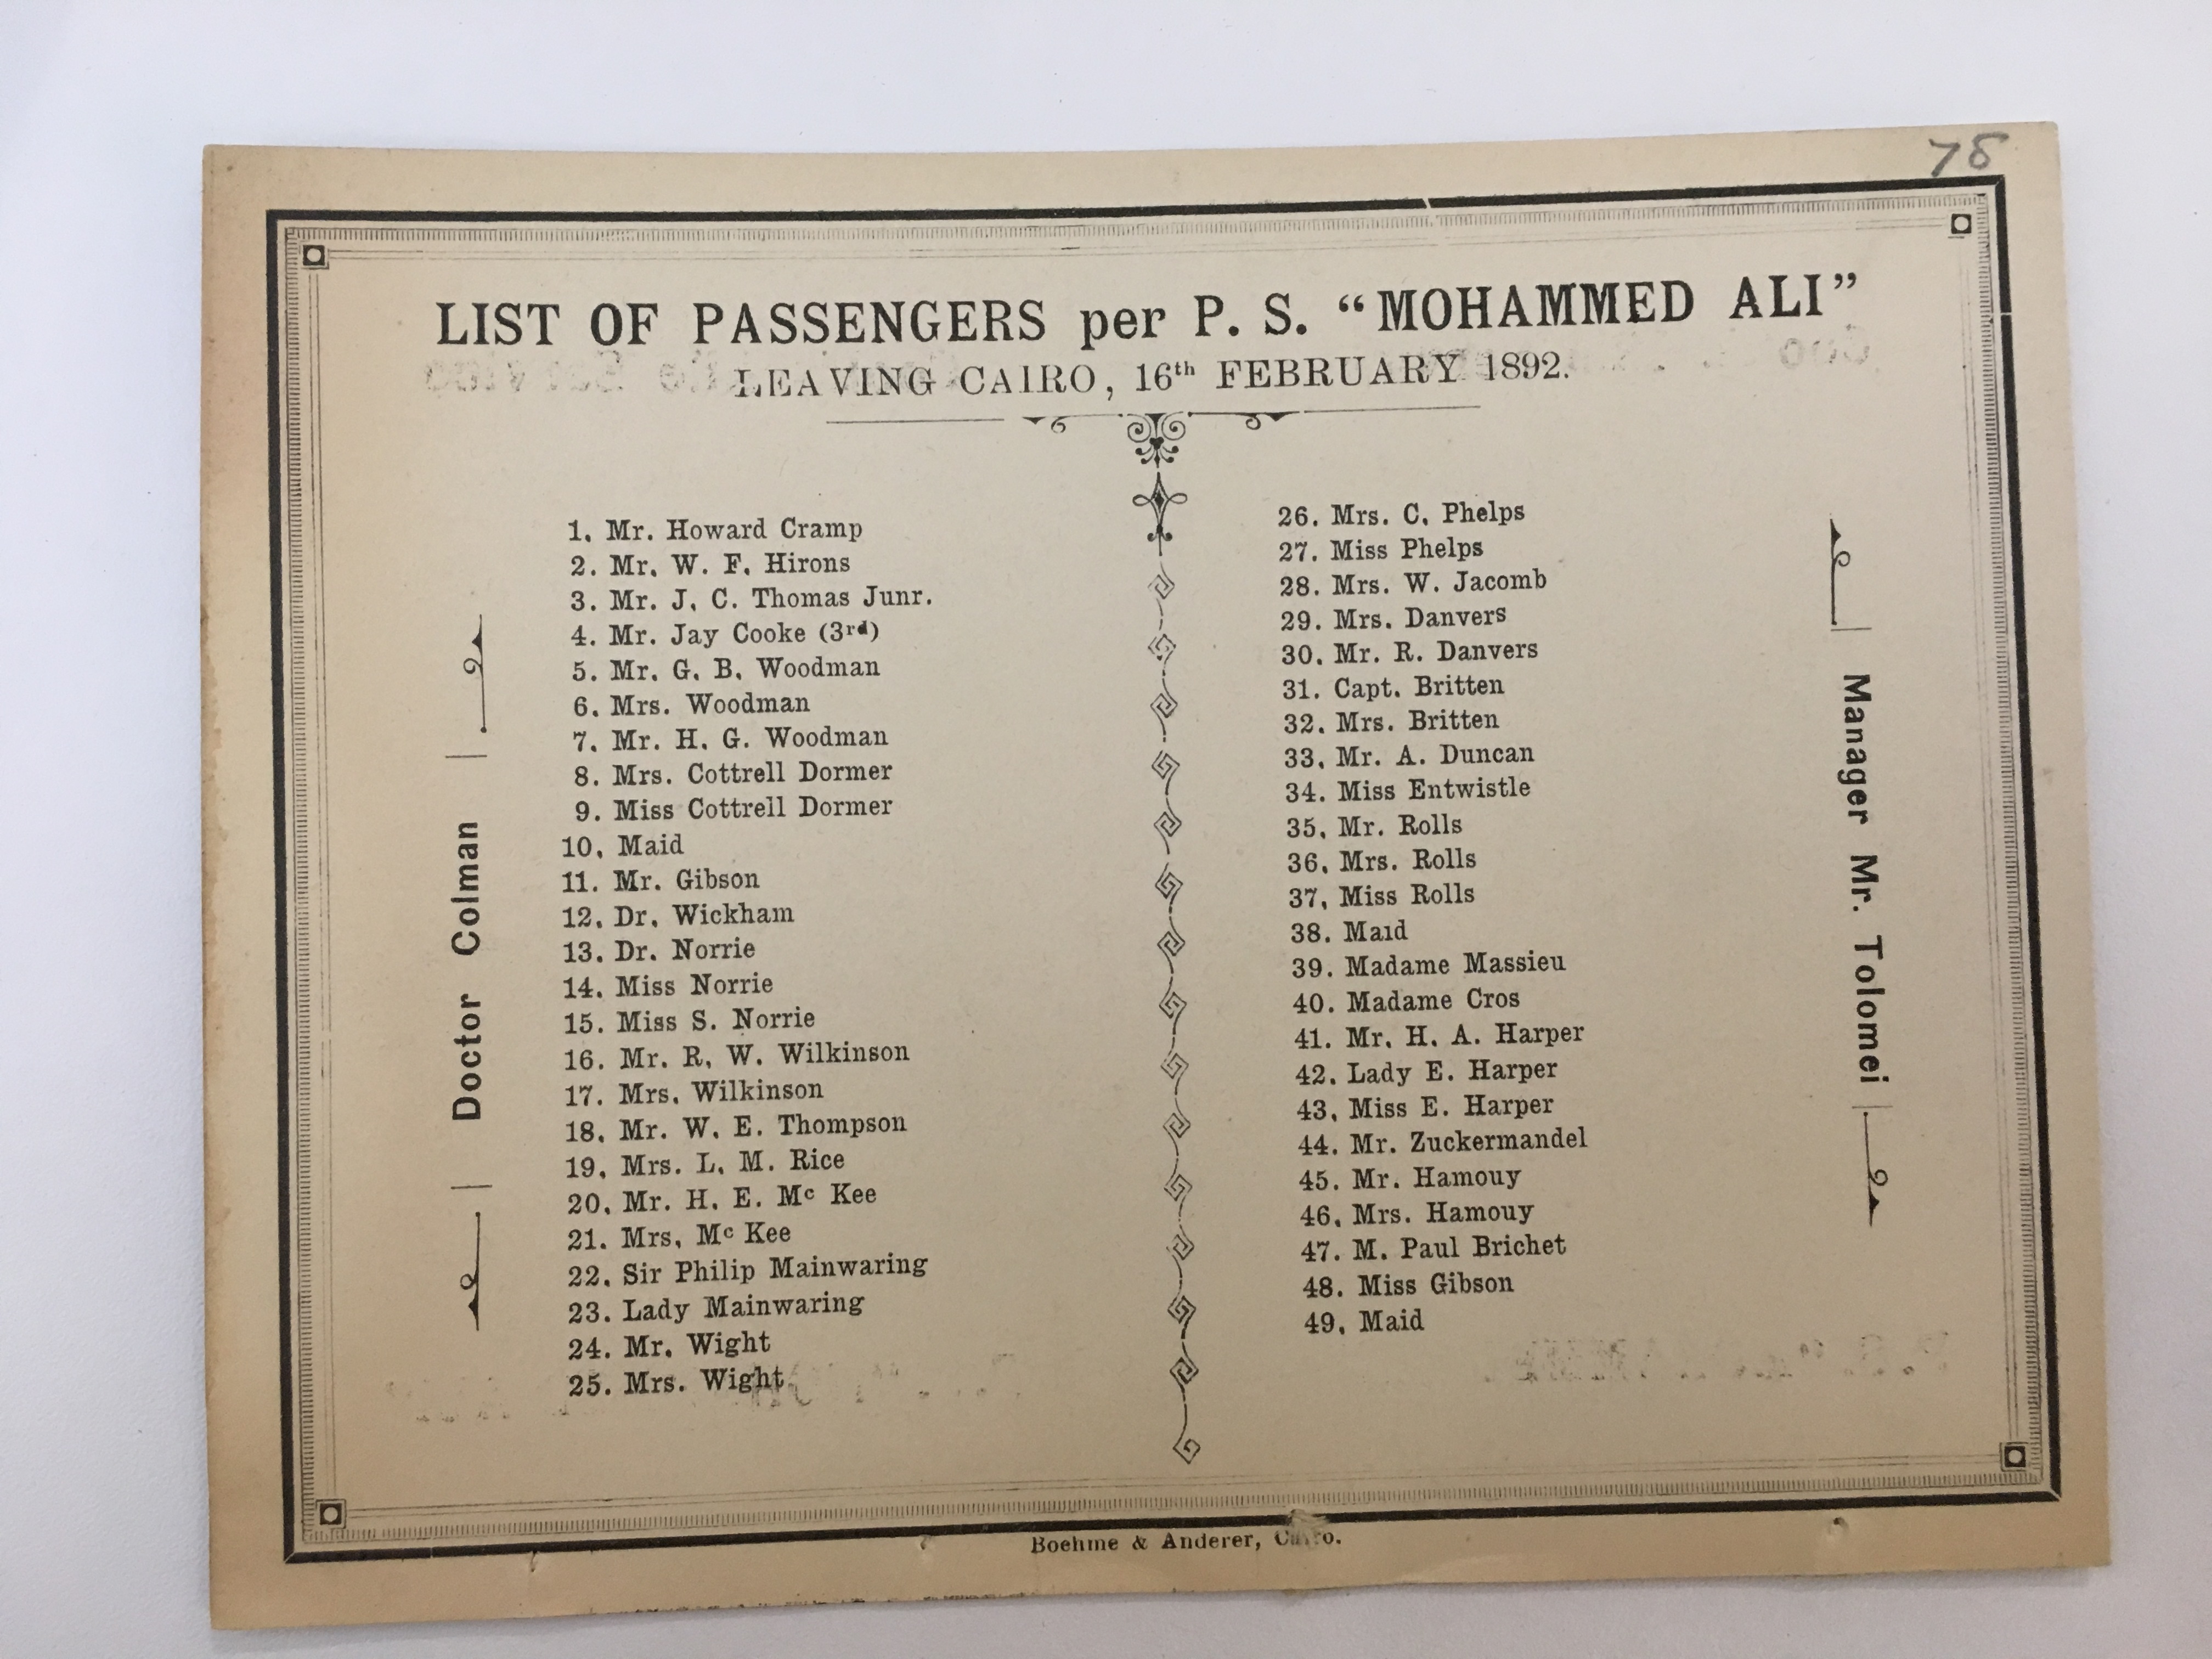 78
LIST OF PASSENGERS per P. S. “MOHAMMED ALI”
LEAVING CAIRO, 16th FEBRUARY 1892.
Doctor Colman
1. Mr. Howard Cramp
2. Mr. W. F. Hirons
3. Mr. J. C. Thomas Junr.
4. Mr. Jay Cooke (3rd)
5. Mr. G. B. Woodman
6. Mrs. Woodman
7. Mr. H. G. Woodman
8. Mrs. Cottrell Dormer
9. Miss Cottrell Dormer
10. Maid
11. Mr. Gibson
12. Dr. Wickham
13. Dr. Norrie
14. Miss Norrie
15. Miss S. Norrie
16. Mr. R. W. Wilkinson
17. Mrs. Wilkinson
18. Mr. W. E. Thompson
19. Mrs. L. M. Rice
20. Mr. H. E. Mc Kee
21. Mrs. Mc Kee
22. Sir Philip Mainwaring
23. Lady Mainwaring
24. Mr. Wight
25. Mrs. Wight
26. Mrs. C. Phelps
27. Miss Phelps
28. Mrs. W. Jacomb
29. Mrs. Danvers
30. Mr. R. Danvers
31. Capt. Britten
32. Mrs. Britten
33. Mr. A. Duncan
34. Miss Entwistle
35. Mr. Rolls
36. Mrs. Rolls
37. Miss Rolls
38. Maid
39. Madame Massieu
40. Madame Cros
41. Mr. H. A. Harper
42. Lady E. Harper
43. Miss E. Harper
44. Mr. Zuckermandel
45. Mr. Hamouy
46. Mrs. Hamouy
47. M. Paul Brichet
48. Miss Gibson
49. Maid
Manager Mr. Tolomei
Boehme & Anderer, Cairo.